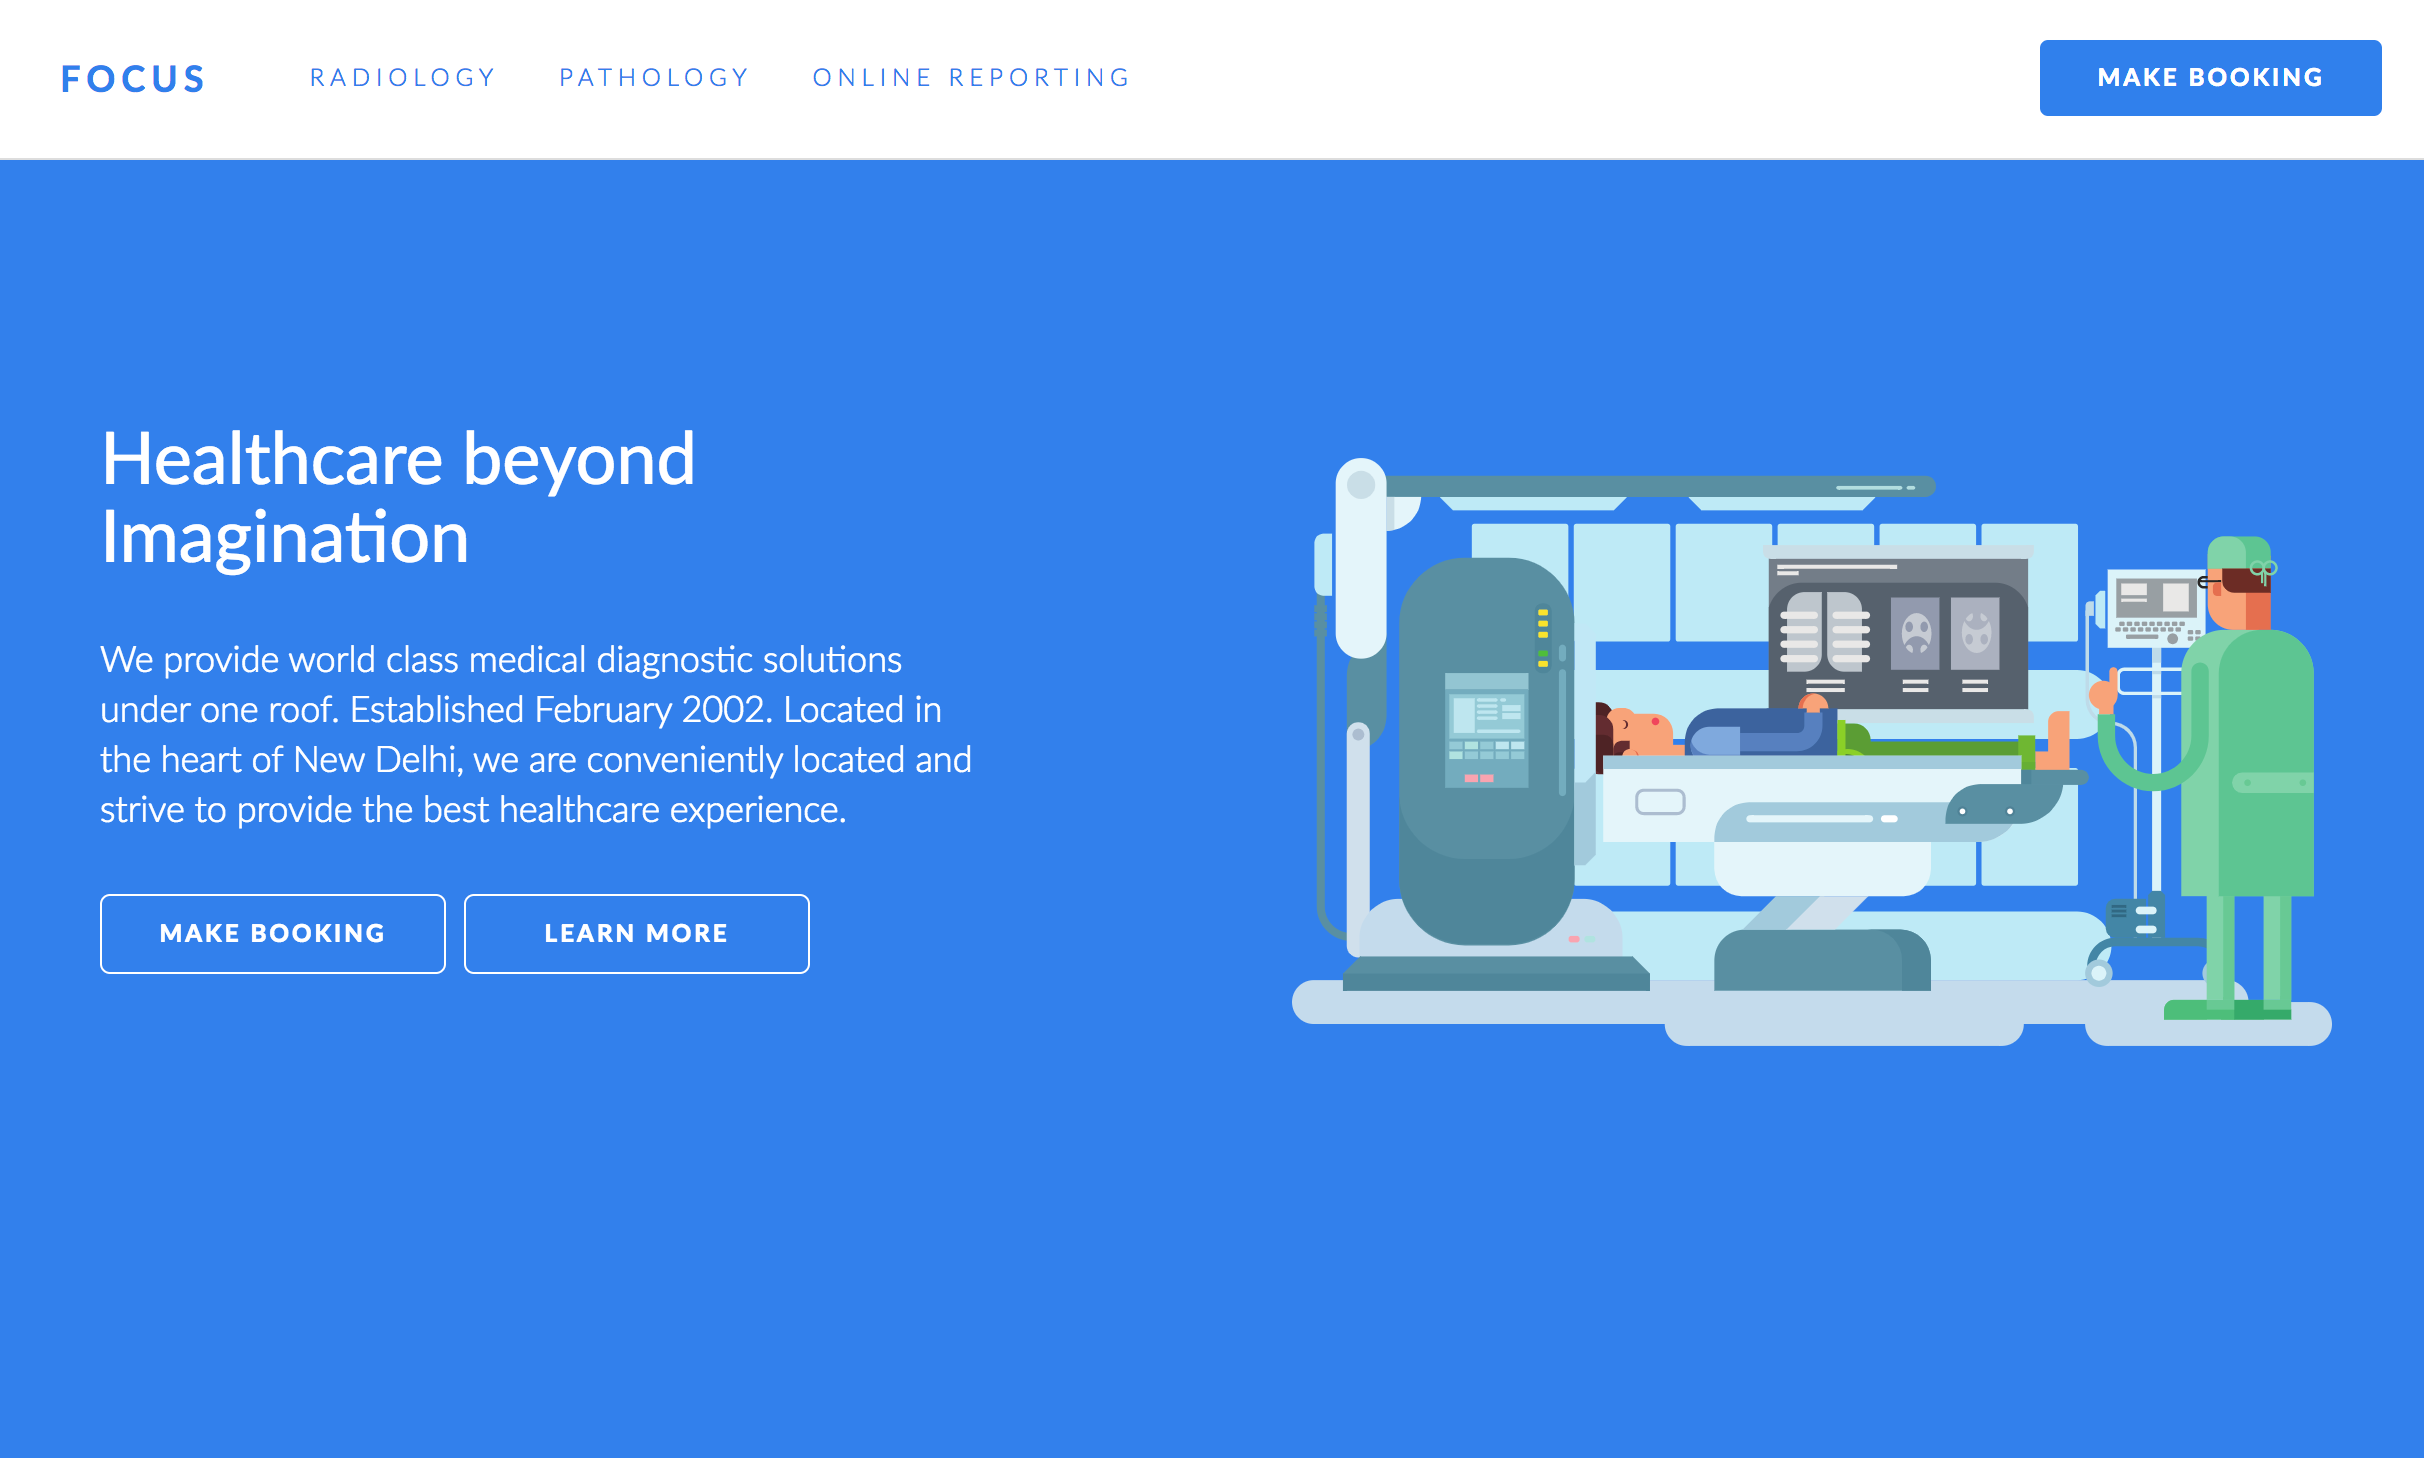 FOCUS
RADIOLOGY
PATHOLOGY
ONLINE REPORTING
MAKE BOOKING
Healthcare beyond
Imagination
We provide world class medical diagnostic solutions
under one roof. Established February 2002. Located in
the heart of New Delhi, we are conveniently located and
strive to provide the best healthcare experience.
MAKE BOOKING
LEARN MORE